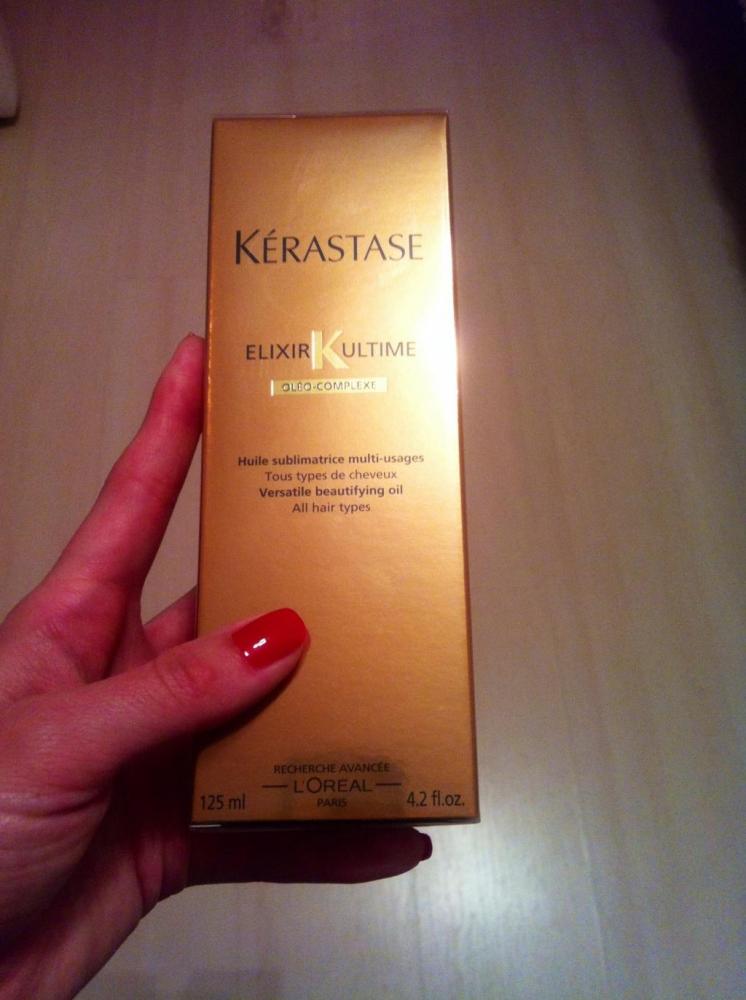 KÉRASTASE
ELIXIR K ULTIME
OLÉO-COMPLEXE
Huile sublimatrice multi-usages
Tous types de cheveux
Versatile beautifying oil
All hair types
RECHERCHE AVANCÉE
L'ORÉAL
PARIS
125 ml 4.2 fl.oz.